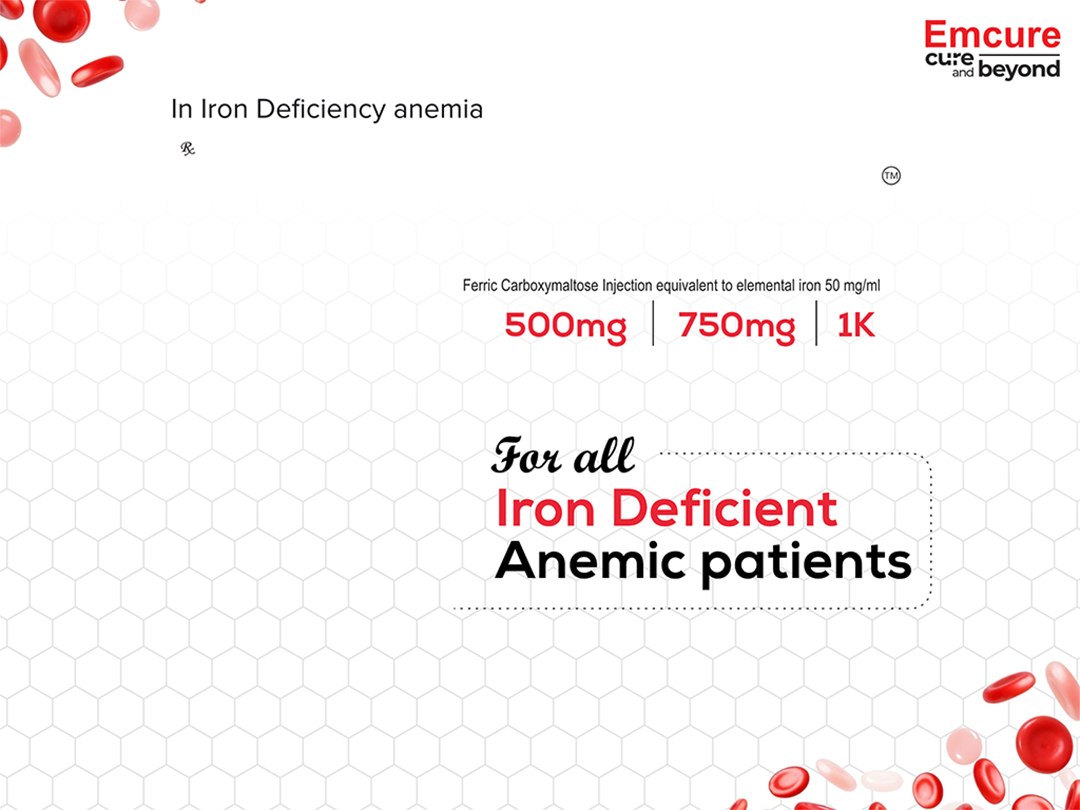 Emcure
cure
and beyond
In Iron Deficiency anemia
℞
TM
Ferric Carboxymaltose Injection equivalent to elemental iron 50 mg/ml
500mg | 750mg | 1K
For all
Iron Deficient
Anemic patients